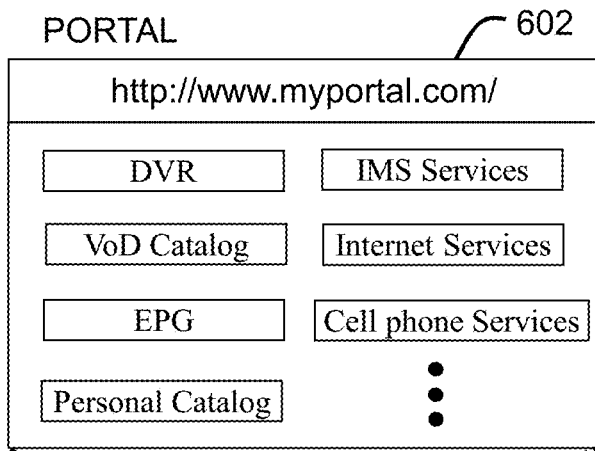 PORTAL
602
http://www.myportal.com/
DVR
IMS Services
VoD Catalog
Internet Services
EPG
Cell phone Services
Personal Catalog